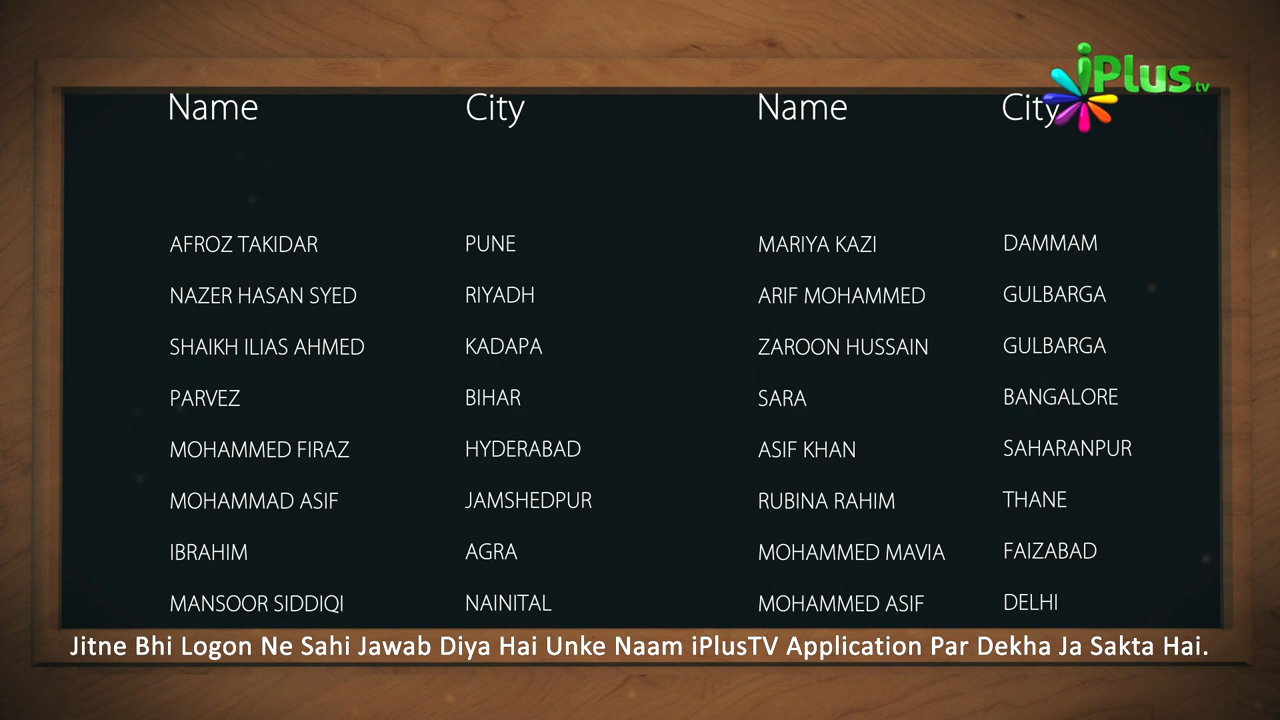 iPlus tv
Name City Name City
AFROZ TAKIDAR PUNE MARIYA KAZI DAMMAM
NAZER HASAN SYED RIYADH ARIF MOHAMMED GULBARGA
SHAIKH ILIAS AHMED KADAPA ZAROON HUSSAIN GULBARGA
PARVEZ BIHAR SARA BANGALORE
MOHAMMED FIRAZ HYDERABAD ASIF KHAN SAHARANPUR
MOHAMMAD ASIF JAMSHEDPUR RUBINA RAHIM THANE
IBRAHIM AGRA MOHAMMED MAVIA FAIZABAD
MANSOOR SIDDIQI NAINITAL MOHAMMED ASIF DELHI
Jitne Bhi Logon Ne Sahi Jawab Diya Hai Unke Naam iPlusTV Application Par Dekha Ja Sakta Hai.